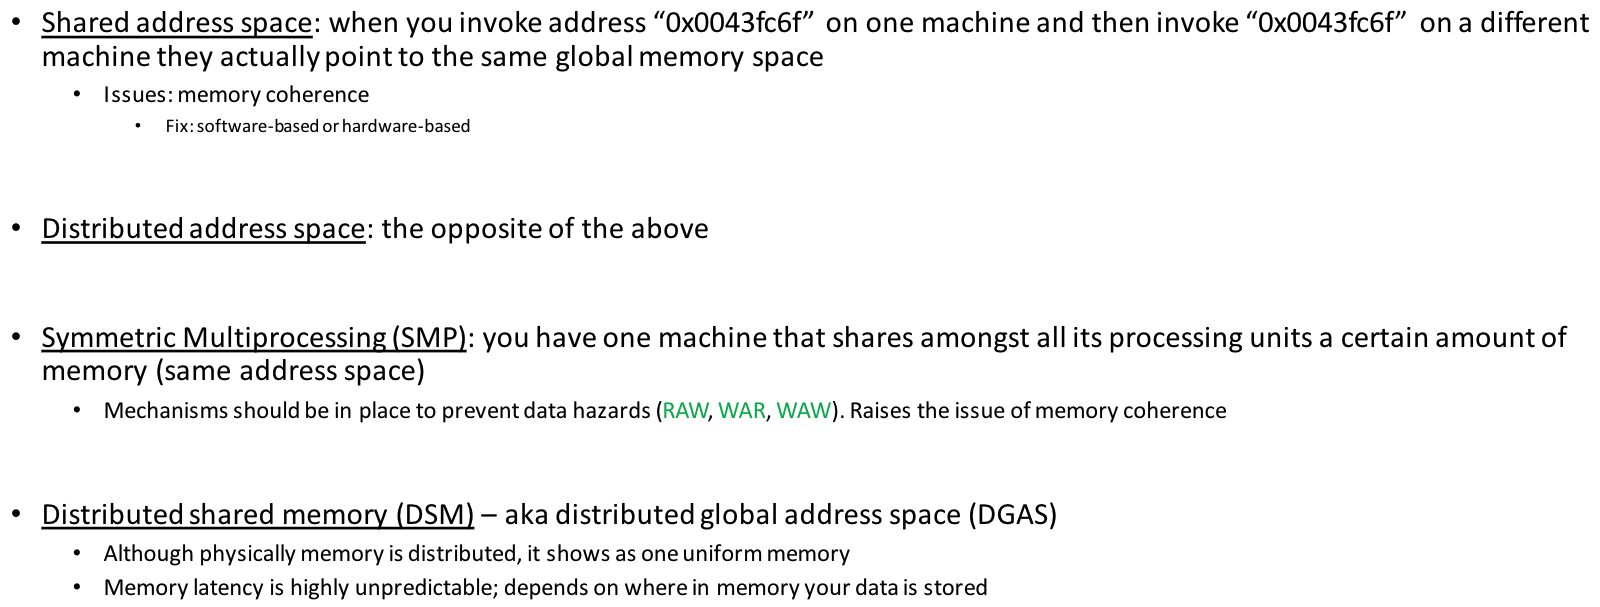 • Shared address space: when you invoke address “0x0043fc6f” on one machine and then invoke “0x0043fc6f” on a different
machine they actually point to the same global memory space
• Issues: memory coherence
• Fix: software-based or hardware-based
• Distributed address space: the opposite of the above
• Symmetric Multiprocessing (SMP): you have one machine that shares amongst all its processing units a certain amount of
memory (same address space)
• Mechanisms should be in place to prevent data hazards (RAW, WAR, WAW). Raises the issue of memory coherence
• Distributed shared memory (DSM) – aka distributed global address space (DGAS)
• Although physically memory is distributed, it shows as one uniform memory
• Memory latency is highly unpredictable; depends on where in memory your data is stored